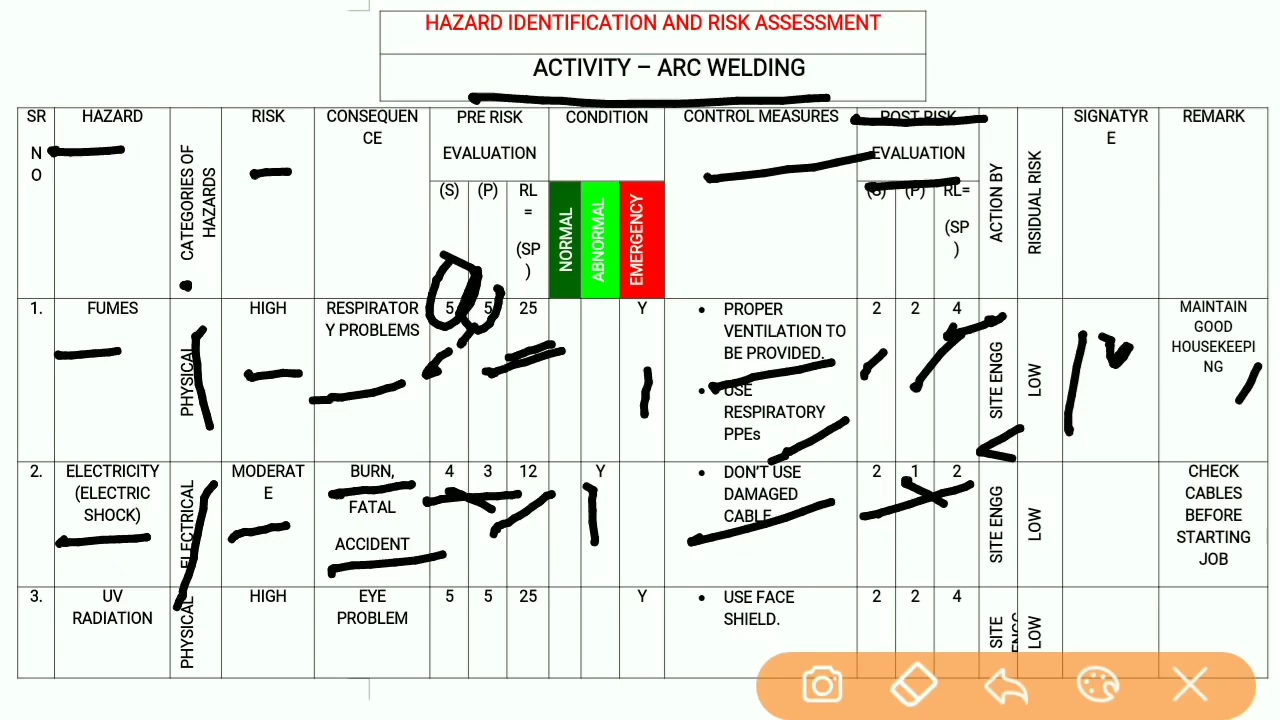 HAZARD IDENTIFICATION AND RISK ASSESSMENT
ACTIVITY – ARC WELDING
SR
N
O
HAZARD
CATEGORIES OF
HAZARDS
RISK
CONSEQUEN
CE
PRE RISK
EVALUATION
(S)
(P)
RL
=
(SP
)
CONDITION
NORMAL
ABNORMAL
EMERGENCY
CONTROL MEASURES
POST RISK
EVALUATION
(S)
(P)
RL=
(SP
)
ACTION BY
RISIDUAL RISK
SIGNATYR
E
REMARK
1.
FUMES
PHYSICAL
HIGH
RESPIRATOR
Y PROBLEMS
5
5
25
Y
• PROPER
VENTILATION TO
BE PROVIDED.
• USE
RESPIRATORY
PPEs
2
2
4
SITE ENGG
LOW
MAINTAIN
GOOD
HOUSEKEEPI
NG
2.
ELECTRICITY
(ELECTRIC
SHOCK)
ELECTRICAL
MODERAT
E
BURN,
FATAL
ACCIDENT
4
3
12
Y
• DON'T USE
DAMAGED
CABLE
2
1
2
SITE ENGG
LOW
CHECK
CABLES
BEFORE
STARTING
JOB
3.
UV
RADIATION
PHYSICAL
HIGH
EYE
PROBLEM
5
5
25
Y
• USE FACE
SHIELD.
2
2
4
SITE
ENGG
LOW